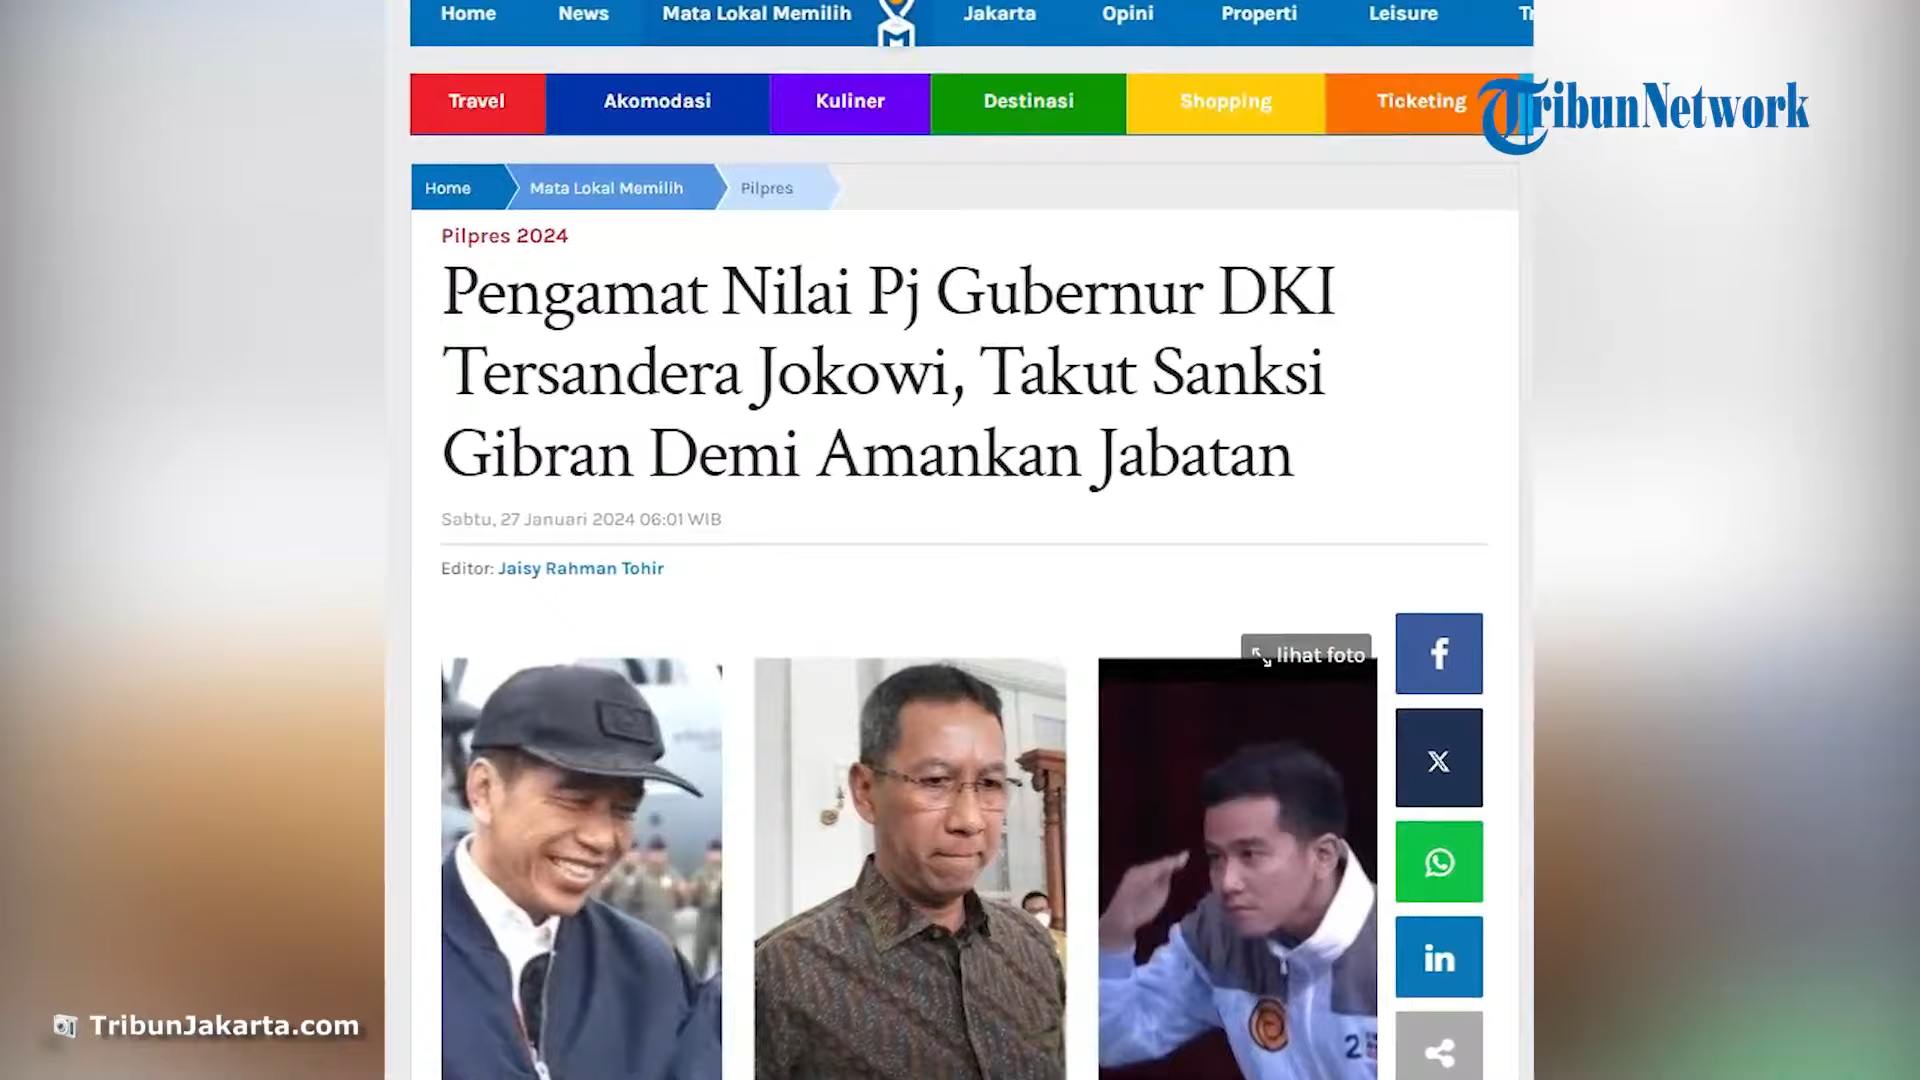 Home News Mata Lokal Memilih Jakarta Opini Properti Leisure
Travel Akomodasi Kuliner Destinasi Shopping Ticketing
TribunNetwork
Home Mata Lokal Memilih Pilpres
Pilpres 2024
Pengamat Nilai Pj Gubernur DKI
Tersandera Jokowi, Takut Sanksi
Gibran Demi Amankan Jabatan
Sabtu, 27 Januari 2024 06:01 WIB
Editor: Jaisy Rahman Tohir
lihat foto
2
TribunJakarta.com